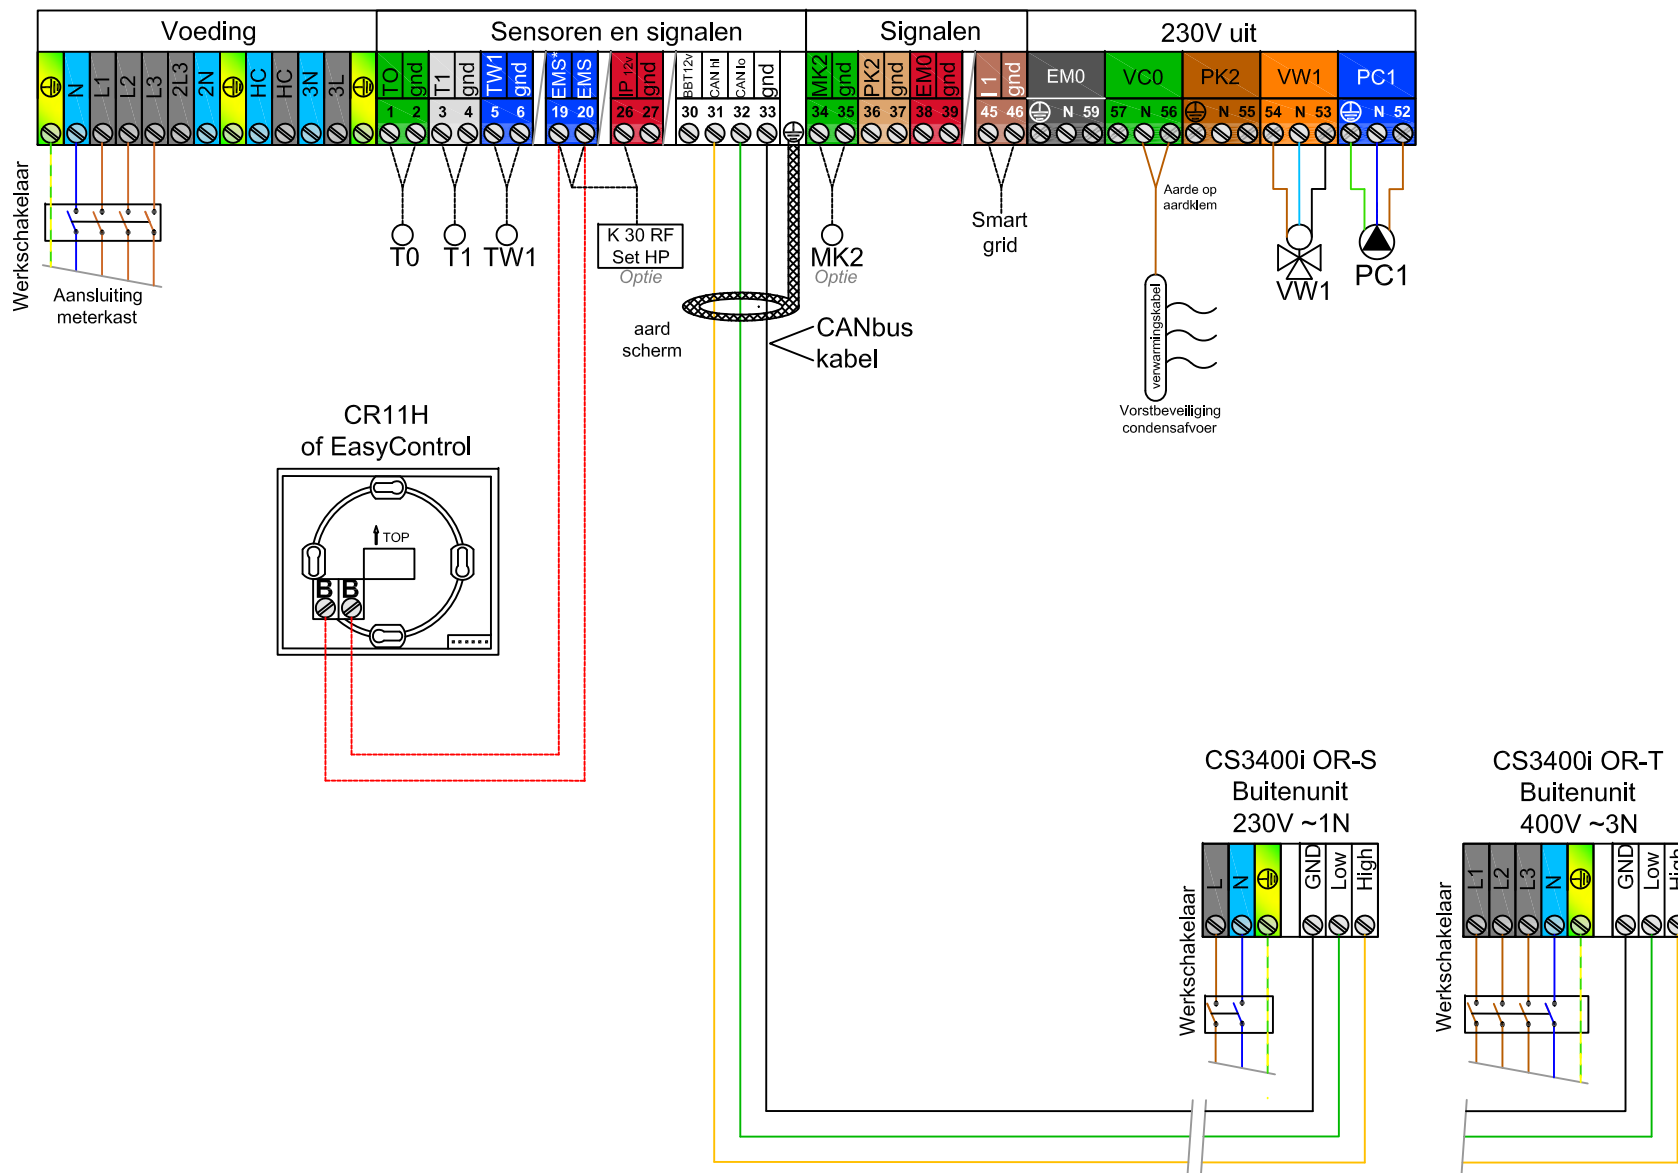 Voeding
Sensoren en signalen
Signalen
230V uit
N
L1
L2
L3
2L3
2N
HC
HC
3N
3L
TO
gnd
T1
gnd
TW1
gnd
EMS*
EMS
IP 12v
gnd
BBT12v
CAN hi
CAN lo
gnd
MK2
gnd
PK2
gnd
EM0
gnd
I 1
gnd
EM0
VC0
PK2
VW1
PC1
1 2 3 4 5 6 19 20 26 27 30 31 32 33 34 35 36 37 38 39 45 46
N 59 57 N 56 N 55 54 N 53 N 52
Werkschakelaar
Aansluiting
meterkast
T0
T1
TW1
K 30 RF
Set HP
Optie
MK2
Optie
Smart
grid
Aarde op
aardklem
verwarmingskabel
Vorstbeveiliging
condensafvoer
VW1
PC1
aard
scherm
CANbus
kabel
CR11H
of EasyControl
TOP
B B
CS3400i OR-S
Buitenunit
230V ~1N
L
N
GND
Low
High
Werkschakelaar
CS3400i OR-T
Buitenunit
400V ~3N
L1
L2
L3
N
GND
Low
High
Werkschakelaar